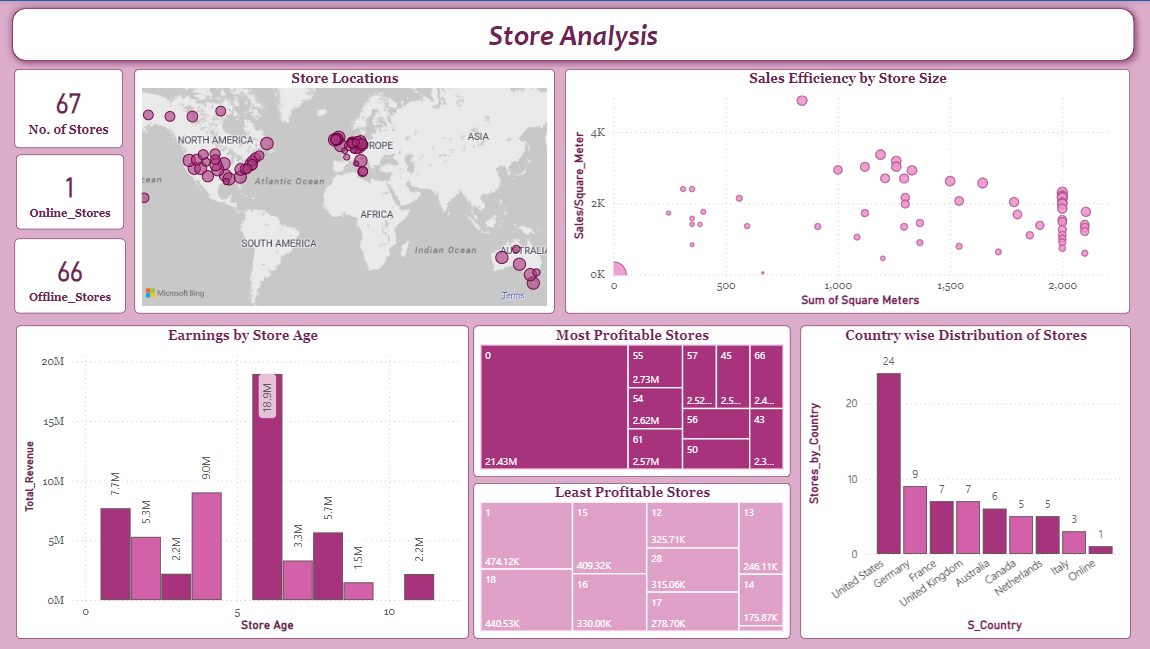 Store Analysis
67
No. of Stores
1
Online_Stores
66
Offline_Stores
Store Locations
NORTH AMERICA
ASIA
ROPE
cean
Atlantic Ocean
AFRICA
SOUTH AMERICA
Indian Ocean
AUSTRALIA
Microsoft Bing
Terms
Sales Efficiency by Store Size
Sales/Square_Meter
4K
2K
0K
0
500
1,000
1,500
2,000
Sum of Square Meters
Earnings by Store Age
Total_Revenue
20M
15M
10M
5M
0M
7.7M
5.3M
2.2M
9.0M
18.9M
3.3M
5.7M
1.5M
2.2M
0
5
10
Store Age
Most Profitable Stores
0
21.43M
55
2.73M
54
2.62M
61
2.57M
57
2.52...
45
2.5...
66
2.4...
56
50
43
2.3...
Least Profitable Stores
1
474.12K
18
440.53K
15
409.32K
16
330.00K
12
325.71K
28
315.06K
17
278.70K
13
246.11K
14
175.87K
Country wise Distribution of Stores
Stores_by_Country
20
10
0
24
9
7
7
6
5
5
3
1
United States
Germany
France
United Kingdom
Australia
Canada
Netherlands
Italy
Online
S_Country